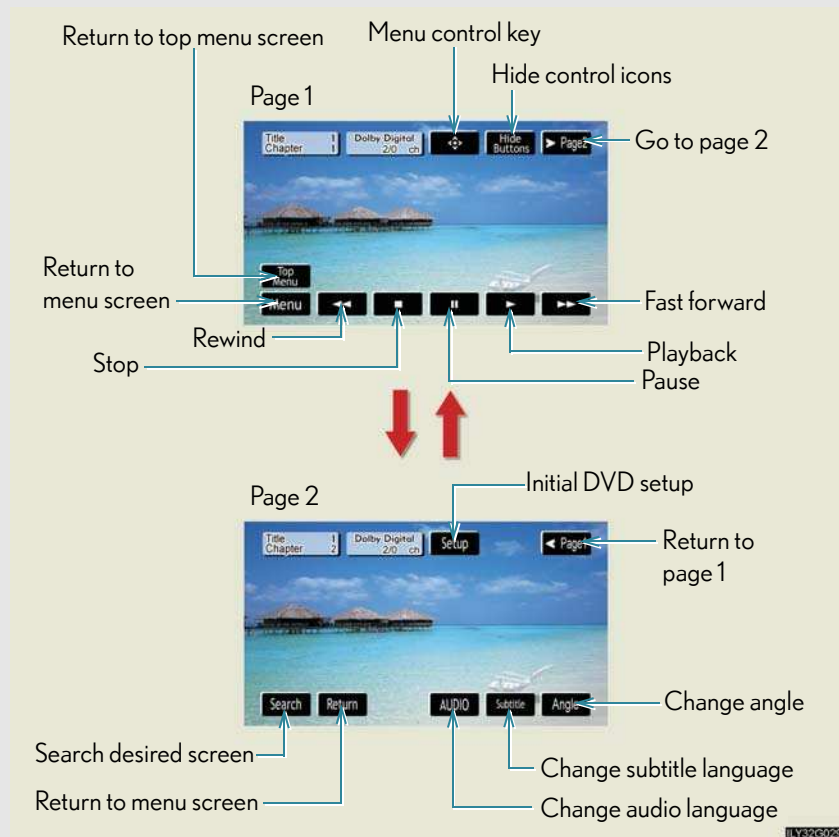 Return to top menu screen
Menu control key
Hide control icons
Page 1
Title 1
Chapter 1
Dolby Digital
2/0 ch
Hide
Buttons
Page2
Go to page 2
Return to
menu screen
Top
Menu
Menu
Fast forward
Rewind
Playback
Stop
Pause
Initial DVD setup
Page 2
Title 1
Chapter 2
Dolby Digital
2/0 ch
Setup
Page1
Return to
page 1
Search
Return
AUDIO
Subtitle
Angle
Change angle
Search desired screen
Change subtitle language
Return to menu screen
Change audio language